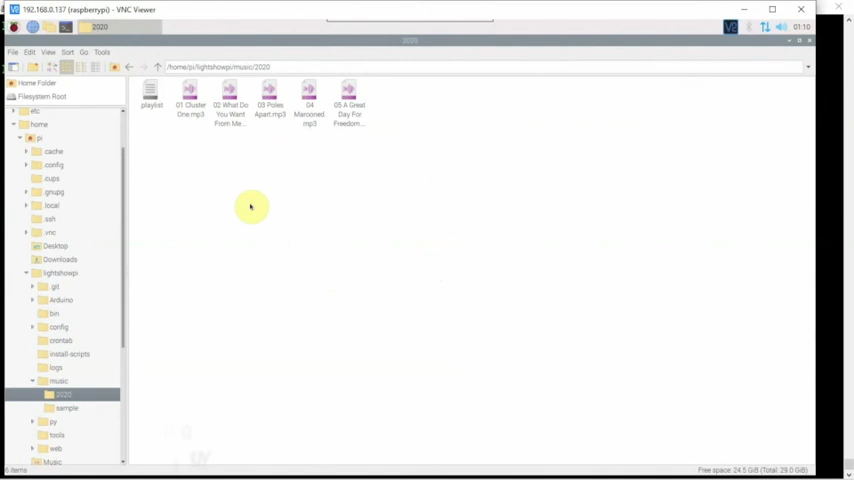 192.168.0.137 (raspberrypi) - VNC Viewer
2020
01:10
2020
File Edit View Sort Go Tools
/home/pi/lightshowpi/music/2020
Home Folder
Filesystem Root
etc
home
pi
.cache
.config
.cups
.gnupg
.local
.ssh
.vnc
Desktop
Downloads
lightshowpi
.git
Arduino
bin
config
crontab
install-scripts
logs
music
2020
sample
py
tools
web
Music
playlist
01 Cluster
One.mp3
02 What Do
You Want
From Me...
03 Poles
Apart.mp3
04
Marooned
mp3
05 A Great
Day For
Freedom...
6 items
Free space: 24.5 GiB (Total: 29.0 GiB)